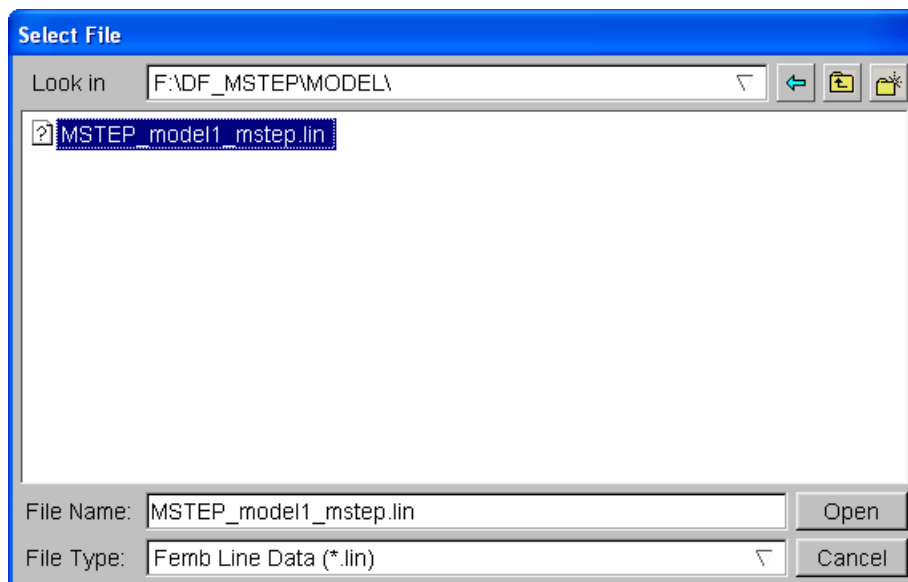 Select File
Look in F:\DF_MSTEP\MODEL\
MSTEP_model1_mstep.lin
File Name: MSTEP_model1_mstep.lin Open
File Type: Femb Line Data (*.lin) Cancel